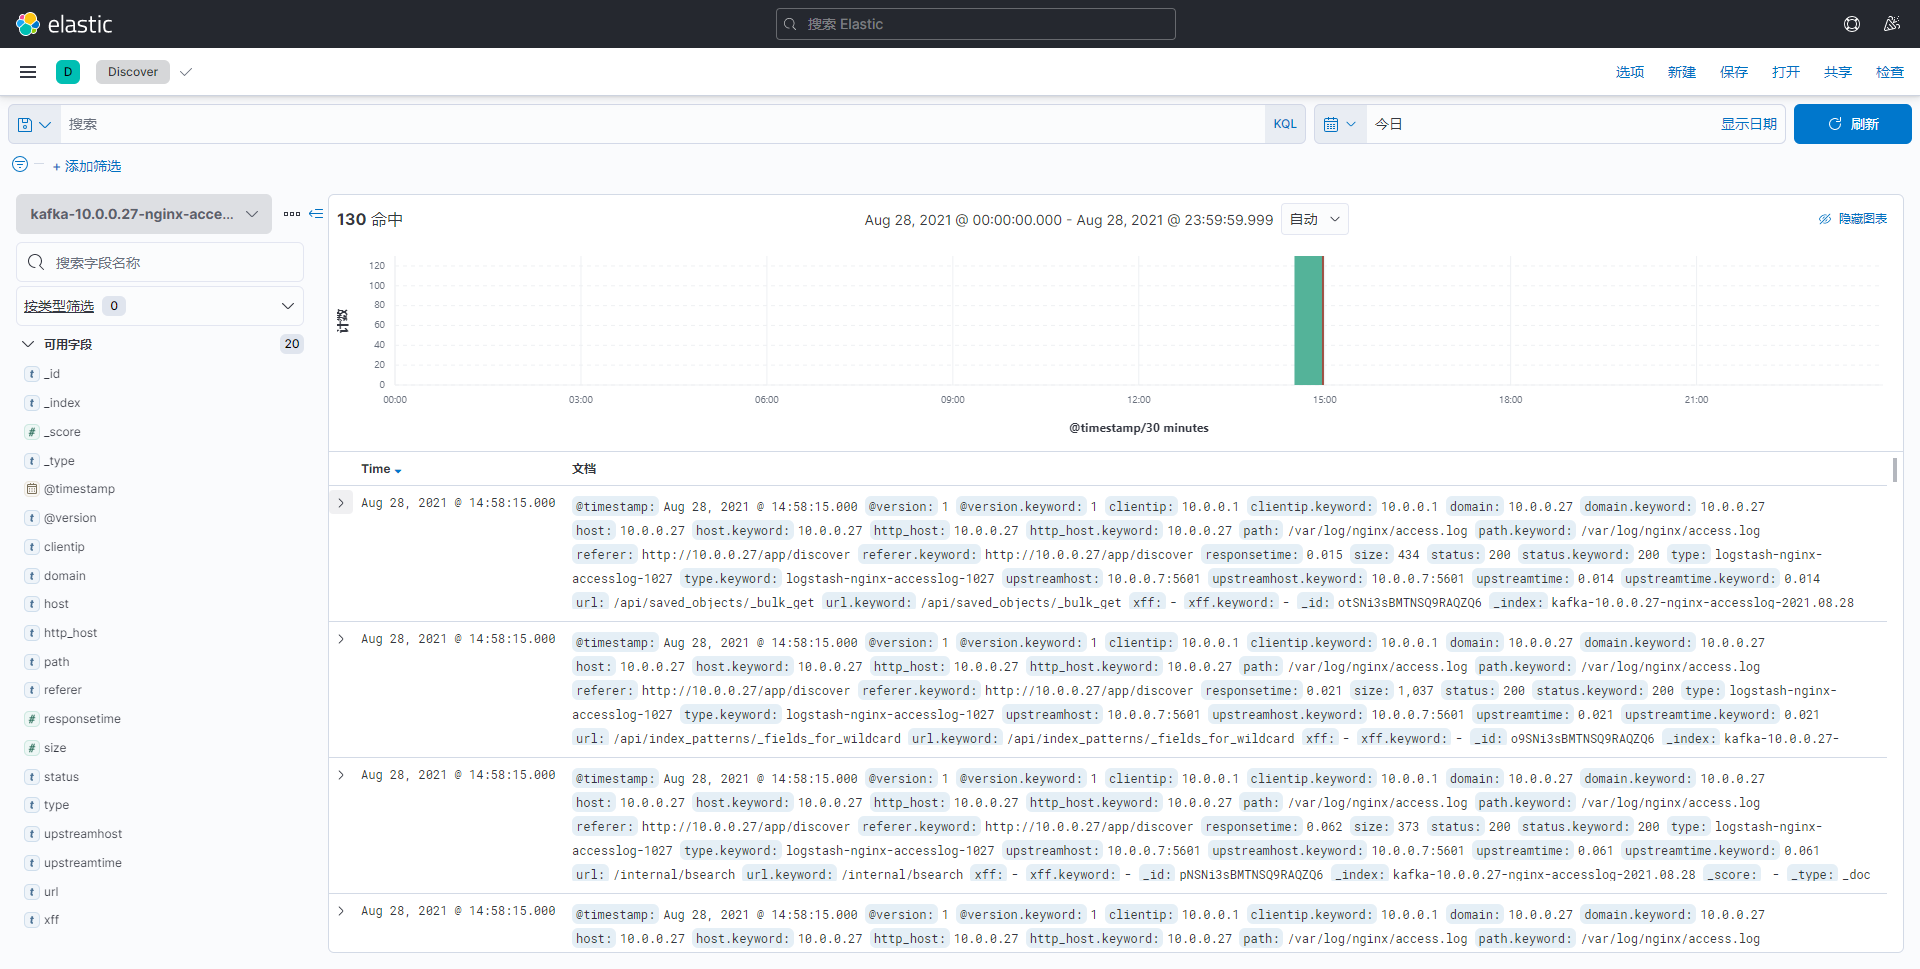 elastic
搜索 Elastic
D
Discover
选项 新建 保存 打开 共享 检查
搜索
KQL
今日
显示日期
刷新
+ 添加筛选
kafka-10.0.0.27-nginx-acce...
搜索字段名称
按类型筛选 0
可用字段 20
t _id
t _index
# _score
t _type
@timestamp
t @version
t clientip
t domain
t host
t http_host
t path
t referer
# responsetime
# size
t status
t type
t upstreamhost
t upstreamtime
t url
t xff
130 命中
Aug 28, 2021 @ 00:00:00.000 - Aug 28, 2021 @ 23:59:59.999
自动
隐藏图表
计数
120
100
80
60
40
20
0
00:00 03:00 06:00 09:00 12:00 15:00 18:00 21:00
@timestamp/30 minutes
Time 文档
Aug 28, 2021 @ 14:58:15.000
@timestamp: Aug 28, 2021 @ 14:58:15.000 @version: 1 @version.keyword: 1 clientip: 10.0.0.1 clientip.keyword: 10.0.0.1 domain: 10.0.0.27 domain.keyword: 10.0.0.27
host: 10.0.0.27 host.keyword: 10.0.0.27 http_host: 10.0.0.27 http_host.keyword: 10.0.0.27 path: /var/log/nginx/access.log path.keyword: /var/log/nginx/access.log
referer: http://10.0.0.27/app/discover referer.keyword: http://10.0.0.27/app/discover responsetime: 0.015 size: 434 status: 200 status.keyword: 200 type: logstash-nginx-
accesslog-1027 type.keyword: logstash-nginx-accesslog-1027 upstreamhost: 10.0.0.7:5601 upstreamhost.keyword: 10.0.0.7:5601 upstreamtime: 0.014 upstreamtime.keyword: 0.014
url: /api/saved_objects/_bulk_get url.keyword: /api/saved_objects/_bulk_get xff: - xff.keyword: - _id: otSNi3sBMTNSQ9RAQZQ6 _index: kafka-10.0.0.27-nginx-accesslog-2021.08.28
Aug 28, 2021 @ 14:58:15.000
@timestamp: Aug 28, 2021 @ 14:58:15.000 @version: 1 @version.keyword: 1 clientip: 10.0.0.1 clientip.keyword: 10.0.0.1 domain: 10.0.0.27 domain.keyword: 10.0.0.27
host: 10.0.0.27 host.keyword: 10.0.0.27 http_host: 10.0.0.27 http_host.keyword: 10.0.0.27 path: /var/log/nginx/access.log path.keyword: /var/log/nginx/access.log
referer: http://10.0.0.27/app/discover referer.keyword: http://10.0.0.27/app/discover responsetime: 0.021 size: 1,037 status: 200 status.keyword: 200 type: logstash-nginx-
accesslog-1027 type.keyword: logstash-nginx-accesslog-1027 upstreamhost: 10.0.0.7:5601 upstreamhost.keyword: 10.0.0.7:5601 upstreamtime: 0.021 upstreamtime.keyword: 0.021
url: /api/index_patterns/_fields_for_wildcard url.keyword: /api/index_patterns/_fields_for_wildcard xff: - xff.keyword: - _id: o9SNi3sBMTNSQ9RAQZQ6 _index: kafka-10.0.0.27-
Aug 28, 2021 @ 14:58:15.000
@timestamp: Aug 28, 2021 @ 14:58:15.000 @version: 1 @version.keyword: 1 clientip: 10.0.0.1 clientip.keyword: 10.0.0.1 domain: 10.0.0.27 domain.keyword: 10.0.0.27
host: 10.0.0.27 host.keyword: 10.0.0.27 http_host: 10.0.0.27 http_host.keyword: 10.0.0.27 path: /var/log/nginx/access.log path.keyword: /var/log/nginx/access.log
referer: http://10.0.0.27/app/discover referer.keyword: http://10.0.0.27/app/discover responsetime: 0.062 size: 373 status: 200 status.keyword: 200 type: logstash-nginx-
accesslog-1027 type.keyword: logstash-nginx-accesslog-1027 upstreamhost: 10.0.0.7:5601 upstreamhost.keyword: 10.0.0.7:5601 upstreamtime: 0.061 upstreamtime.keyword: 0.061
url: /internal/bsearch url.keyword: /internal/bsearch xff: - xff.keyword: - _id: pNSNi3sBMTNSQ9RAQZQ6 _index: kafka-10.0.0.27-nginx-accesslog-2021.08.28 _score: - _type: _doc
Aug 28, 2021 @ 14:58:15.000
@timestamp: Aug 28, 2021 @ 14:58:15.000 @version: 1 @version.keyword: 1 clientip: 10.0.0.1 clientip.keyword: 10.0.0.1 domain: 10.0.0.27 domain.keyword: 10.0.0.27
host: 10.0.0.27 host.keyword: 10.0.0.27 http_host: 10.0.0.27 http_host.keyword: 10.0.0.27 path: /var/log/nginx/access.log path.keyword: /var/log/nginx/access.log